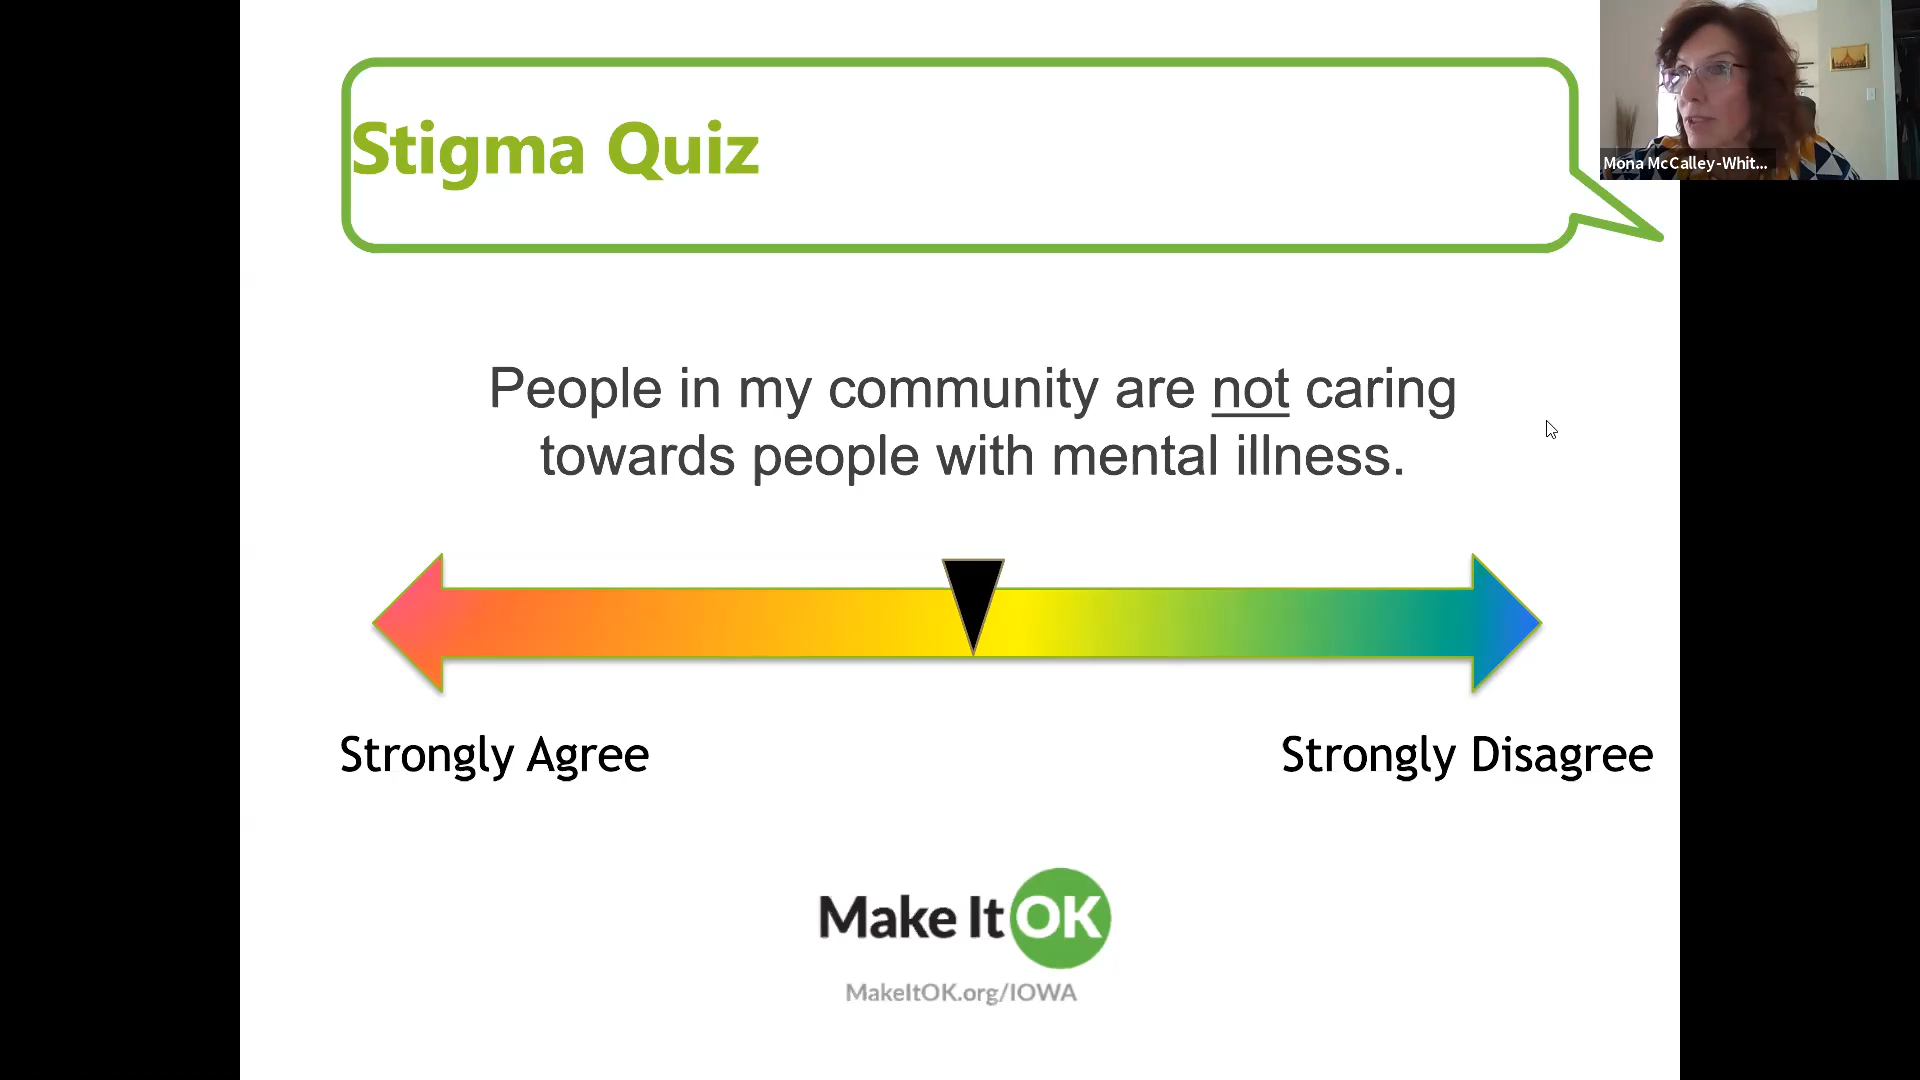 Stigma Quiz
Mona McCalley-Whit...
People in my community are not caring
towards people with mental illness.
Strongly Agree
Strongly Disagree
Make It OK
MakeItOK.org/IOWA